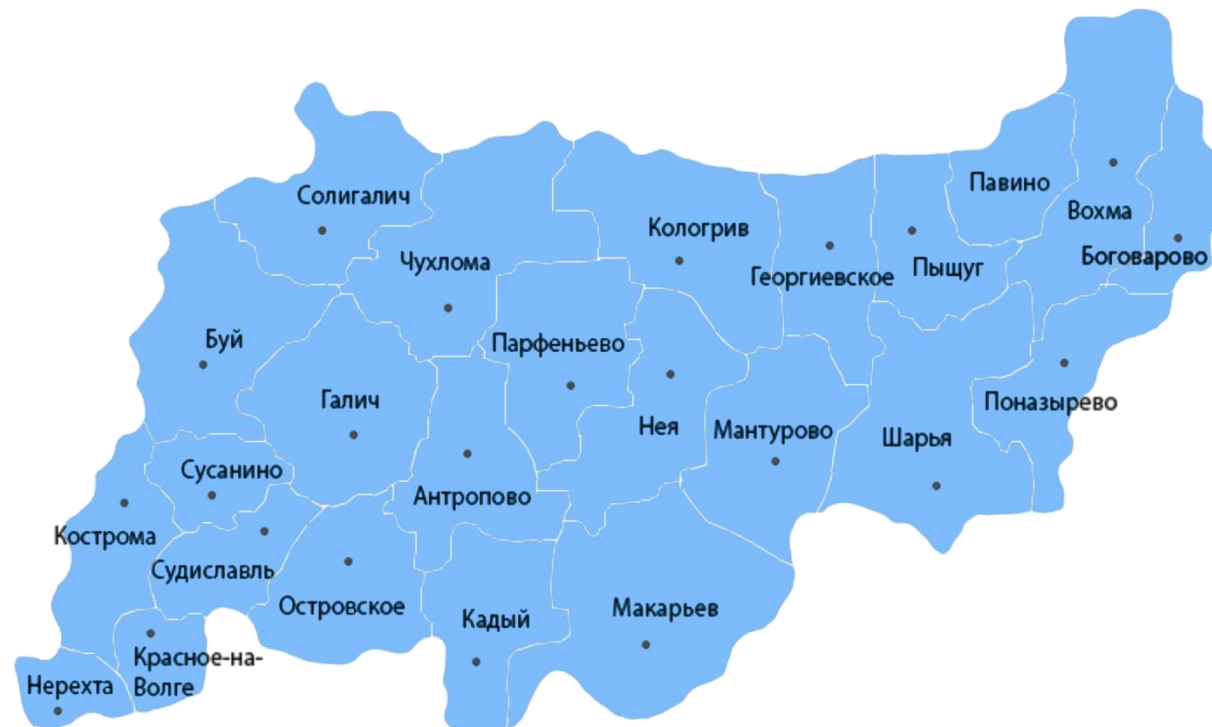 Солигалич
Чухлома
Кологрив
Георгиевское
Пыщуг
Павино
Вохма
Боговарово
Буй
Галич
Парфеньево
Нея
Мантурово
Шарья
Поназырево
Сусанино
Антропово
Кострома
Судиславль
Островское
Кадый
Макарьев
Красное-на-
Волге
Нерехта